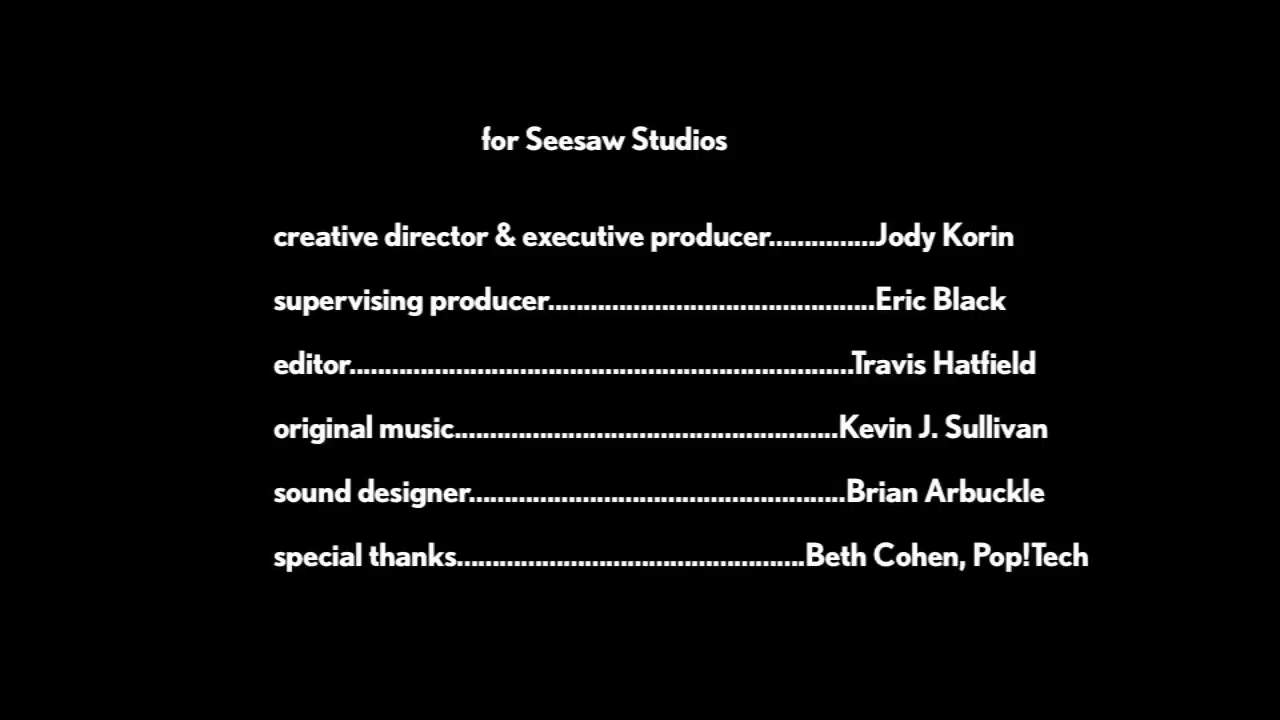 for Seesaw Studios
creative director & executive producer...............Jody Korin
supervising producer..............................................Eric Black
editor.......................................................................Travis Hatfield
original music......................................................Kevin J. Sullivan
sound designer.....................................................Brian Arbuckle
special thanks.................................................Beth Cohen, Pop!Tech